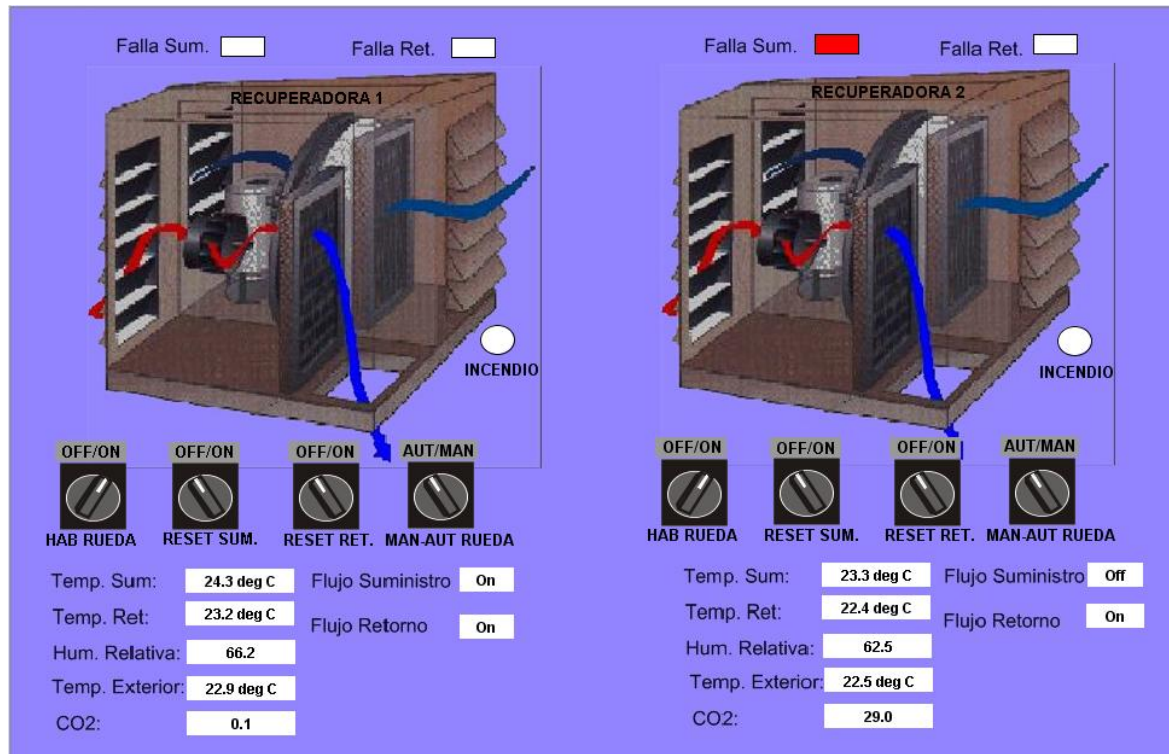 Falla Sum. Falla Ret.
RECUPERADORA 1
INCENDIO
OFF/ON OFF/ON OFF/ON AUT/MAN
HAB RUEDA RESET SUM. RESET RET. MAN-AUT RUEDA
Temp. Sum: 24.3 deg C Flujo Suministro On
Temp. Ret: 23.2 deg C Flujo Retorno On
Hum. Relativa: 66.2
Temp. Exterior: 22.9 deg C
CO2: 0.1
Falla Sum. Falla Ret.
RECUPERADORA 2
INCENDIO
OFF/ON OFF/ON OFF/ON AUT/MAN
HAB RUEDA RESET SUM. RESET RET. MAN-AUT RUEDA
Temp. Sum: 23.3 deg C Flujo Suministro Off
Temp. Ret: 22.4 deg C Flujo Retorno On
Hum. Relativa: 62.5
Temp. Exterior: 22.5 deg C
CO2: 29.0